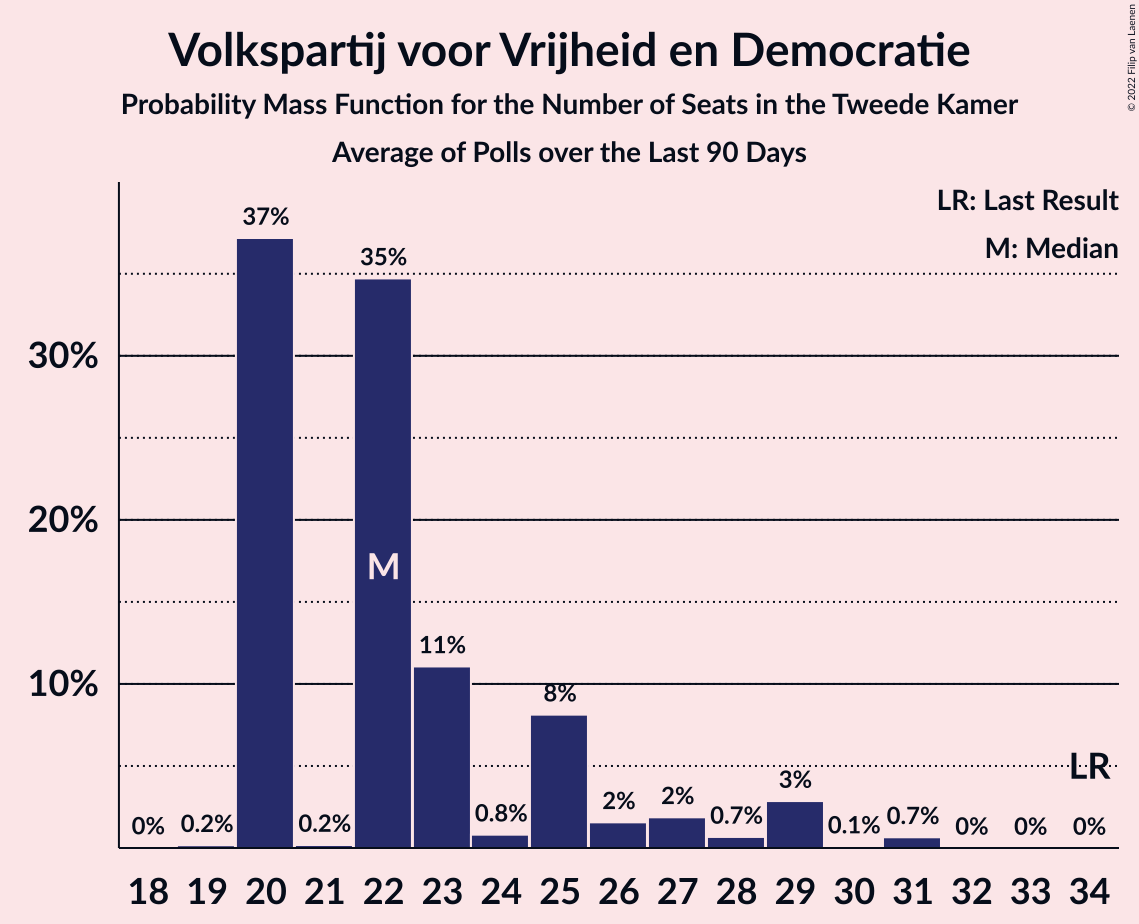 Volkspartij voor Vrijheid en Democratie
Probability Mass Function for the Number of Seats in the Tweede Kamer
Average of Polls over the Last 90 Days
© 2022 Filip van Laenen
LR: Last Result
M: Median
37%
35%
30%
20%
M
11%
10%
8%
LR
3%
2%
2%
0.8%
0.7%
0.7%
0.2%
0.2%
0.1%
0%
0%
0%
0%
18 19 20 21 22 23 24 25 26 27 28 29 30 31 32 33 34